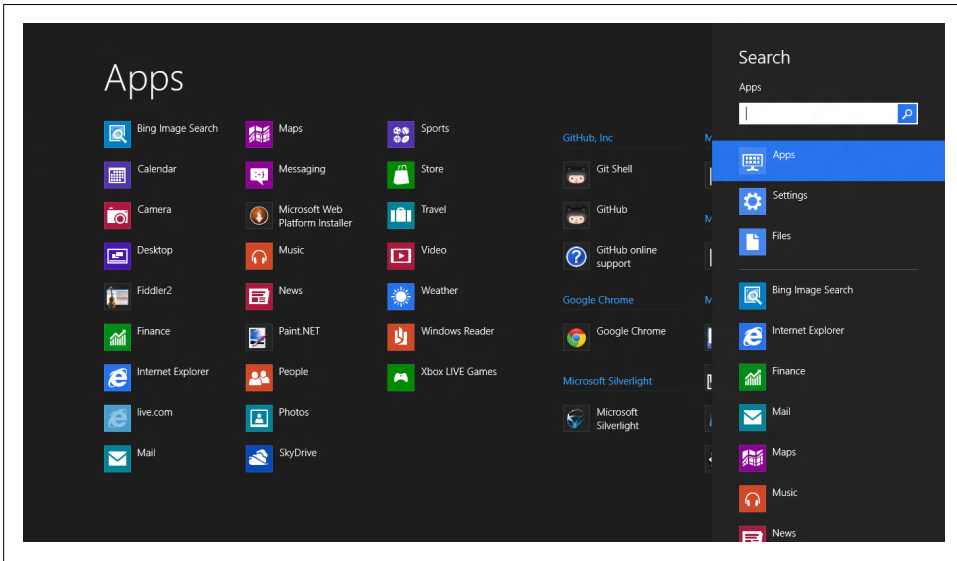 Apps
Bing Image Search
Calendar
Camera
Desktop
Fiddler2
Finance
Internet Explorer
live.com
Mail
Maps
Messaging
Microsoft Web
Platform Installer
Music
News
Paint.NET
People
Photos
SkyDrive
Sports
Store
Travel
Video
Weather
Windows Reader
Xbox LIVE Games
GitHub, Inc
Git Shell
GitHub
GitHub online
support
Google Chrome
Google Chrome
Microsoft Silverlight
Microsoft
Silverlight
M
M
M
M
Search
Apps
Apps
Settings
Files
Bing Image Search
Internet Explorer
Finance
Mail
Maps
Music
News